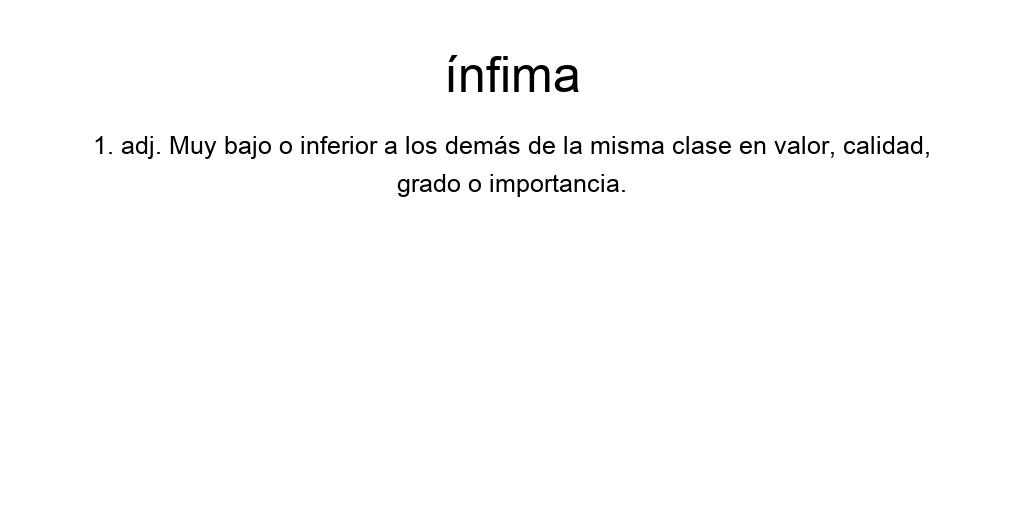 ínfima
1. adj. Muy bajo o inferior a los demás de la misma clase en valor, calidad,
grado o importancia.